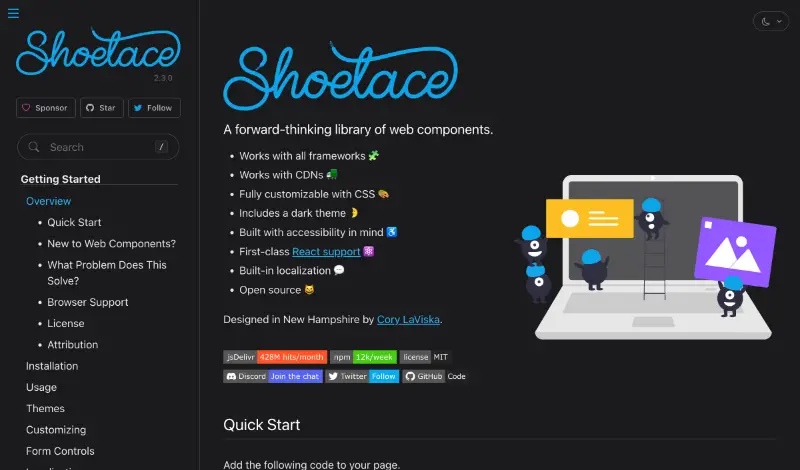 Shoelace
2.3.0
Sponsor
Star
Follow
Search
/
Getting Started
Overview
Quick Start
New to Web Components?
What Problem Does This
Solve?
Browser Support
License
Attribution
Installation
Usage
Themes
Customizing
Form Controls
Shoelace
A forward-thinking library of web components.
Works with all frameworks 🧩
Works with CDNs 🚛
Fully customizable with CSS 🎨
Includes a dark theme 🌛
Built with accessibility in mind ♿
First-class React support ⚛️
Built-in localization 💬
Open source 😸
Designed in New Hampshire by Cory LaViska.
jsDelivr 428M hits/month npm 12k/week license MIT
Discord Join the chat Twitter Follow GitHub Code
Quick Start
Add the following code to your page.